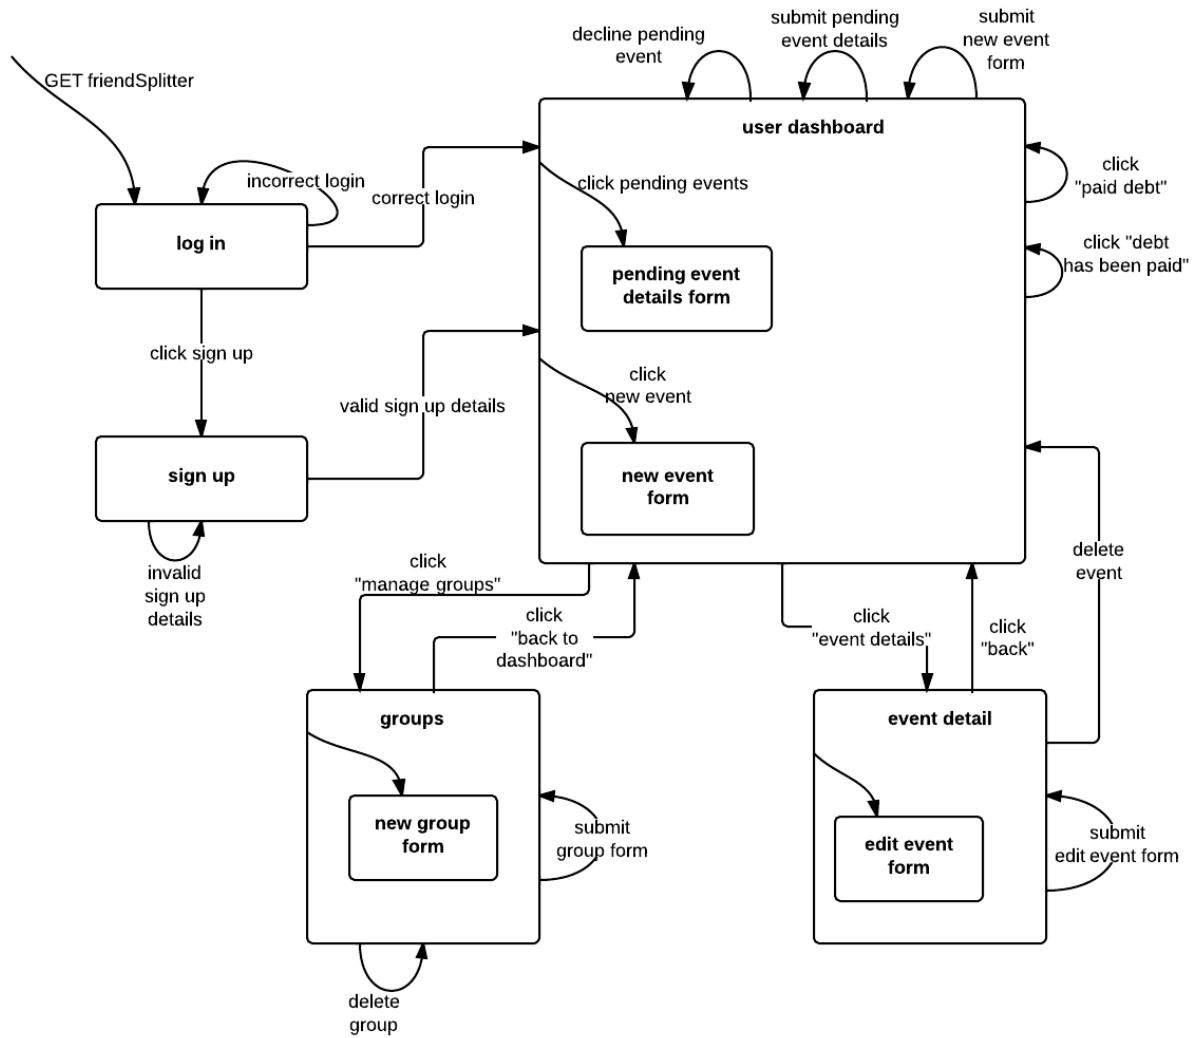 decline pending
event
submit pending
event details
submit
new event
form
GET friendSplitter
user dashboard
incorrect login
correct login
click pending events
click
"paid debt"
log in
click "debt
has been paid"
pending event
details form
click sign up
click
new event
valid sign up details
sign up
new event
form
invalid
sign up
details
click
"manage groups"
click
"back to
dashboard"
click
"event details"
click
"back"
delete
event
groups
event detail
new group
form
submit
group form
edit event
form
submit
edit event form
delete
group